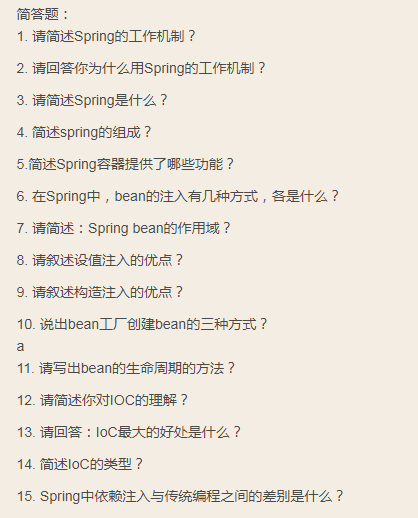 简答题：
1. 请简述Spring的工作机制？
2. 请回答你为什么用Spring的工作机制？
3. 请简述Spring是什么？
4. 简述spring的组成？
5.简述Spring容器提供了哪些功能？
6. 在Spring中，bean的注入有几种方式，各是什么？
7. 请简述：Spring bean的作用域？
8. 请叙述设值注入的优点？
9. 请叙述构造注入的优点？
10. 说出bean工厂创建bean的三种方式？
a
11. 请写出bean的生命周期的方法？
12. 请简述你对IOC的理解？
13. 请回答：IoC最大的好处是什么？
14. 简述IoC的类型？
15. Spring中依赖注入与传统编程之间的差别是什么？